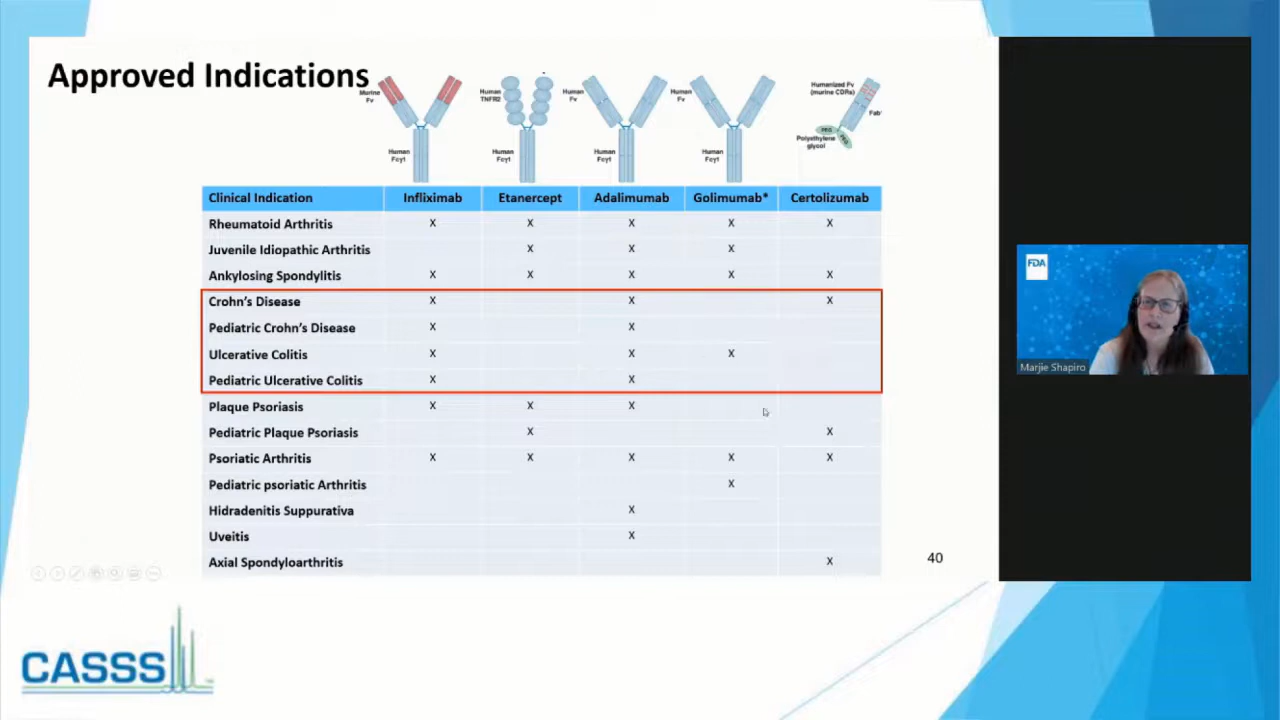 Approved Indications
Murine
Fv
Human
Fcγ1
Human
TNFR2
Human
Fcγ1
Human
Fv
Human
Fcγ1
Human
Fv
Human
Fcγ1
Humanized Fv
(murine CDRs)
Fab'
PEG
PEG
Polyethylene
glycol
Clinical Indication Infliximab Etanercept Adalimumab Golimumab* Certolizumab
Rheumatoid Arthritis X X X X X
Juvenile Idiopathic Arthritis X X X
Ankylosing Spondylitis X X X X X
Crohn's Disease X X X
Pediatric Crohn's Disease X X
Ulcerative Colitis X X X
Pediatric Ulcerative Colitis X X
Plaque Psoriasis X X X
Pediatric Plaque Psoriasis X X
Psoriatic Arthritis X X X X X
Pediatric psoriatic Arthritis X
Hidradenitis Suppurativa X
Uveitis X
Axial Spondyloarthritis X
40
FDA
Marjie Shapiro
CASSS